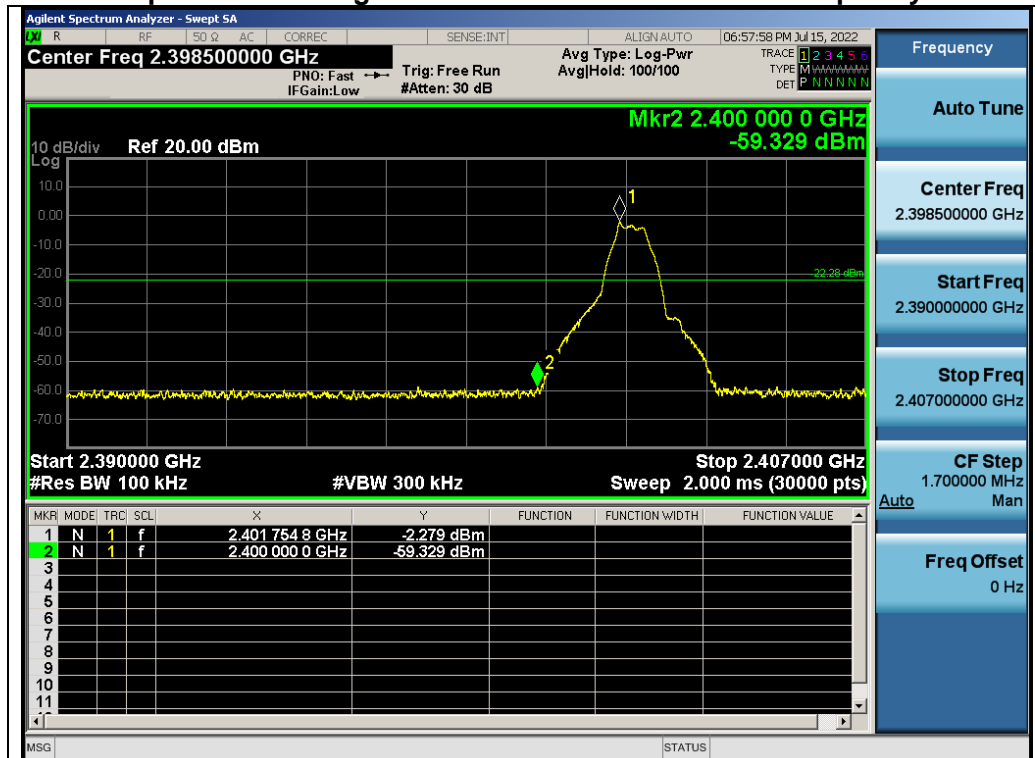 Agilent Spectrum Analyzer - Swept SA
LXI R RF 50 Ω AC CORREC SENSE:INT ALIGN AUTO 06:57:58 PM Jul 15, 2022
Center Freq 2.398500000 GHz
PNO: Fast
IFGain:Low
Trig: Free Run
#Atten: 30 dB
Avg Type: Log-Pwr
Avg|Hold: 100/100
TRACE 1 2 3 4 5 6
TYPE M
DET P N N N N N
Mkr2 2.400 000 0 GHz
-59.329 dBm
10 dB/div Ref 20.00 dBm
Log
10.0
0.00
-10.0
-20.0
-30.0
-40.0
-50.0
-60.0
-70.0
1
2
-22.28 dBm
Start 2.390000 GHz Stop 2.407000 GHz
#Res BW 100 kHz #VBW 300 kHz Sweep 2.000 ms (30000 pts)
MKR MODE TRC SCL X Y FUNCTION FUNCTION WIDTH FUNCTION VALUE
1 N 1 f 2.401 754 8 GHz -2.279 dBm
2 N 1 f 2.400 000 0 GHz -59.329 dBm
3
4
5
6
7
8
9
10
11
MSG STATUS
Frequency
Auto Tune
Center Freq
2.398500000 GHz
Start Freq
2.390000000 GHz
Stop Freq
2.407000000 GHz
CF Step
1.700000 MHz
Auto Man
Freq Offset
0 Hz